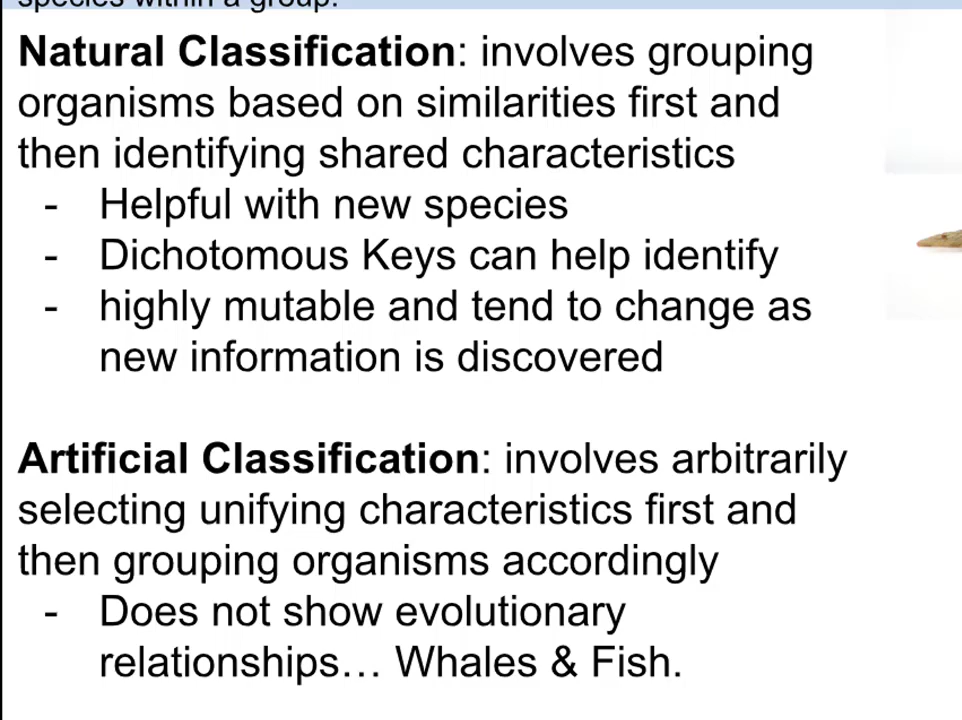 species within a group.
Natural Classification: involves grouping
organisms based on similarities first and
then identifying shared characteristics
- Helpful with new species
- Dichotomous Keys can help identify
- highly mutable and tend to change as
new information is discovered
Artificial Classification: involves arbitrarily
selecting unifying characteristics first and
then grouping organisms accordingly
- Does not show evolutionary
relationships… Whales & Fish.